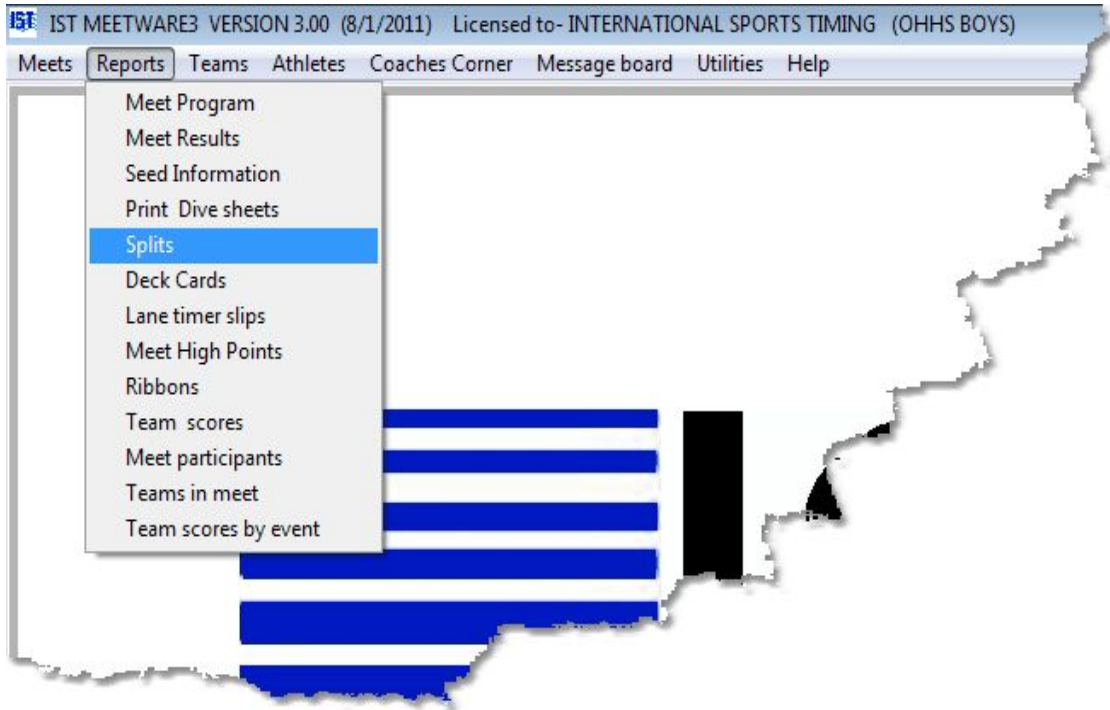 IST IST MEETWARE3 VERSION 3.00 (8/1/2011) Licensed to- INTERNATIONAL SPORTS TIMING (OHHS BOYS)
Meets Reports Teams Athletes Coaches Corner Message board Utilities Help
Meet Program
Meet Results
Seed Information
Print Dive sheets
Splits
Deck Cards
Lane timer slips
Meet High Points
Ribbons
Team scores
Meet participants
Teams in meet
Team scores by event